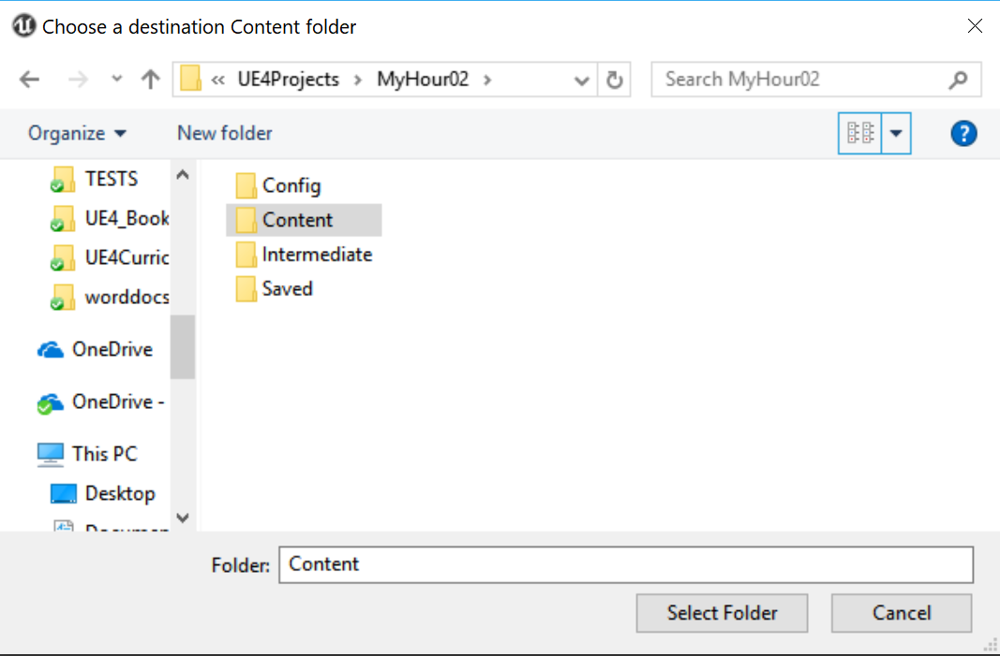 Choose a destination Content folder
« UE4Projects > MyHour02 >
Search MyHour02
Organize
New folder
?
TESTS
UE4_Book
UE4Curric
worddocs
OneDrive
OneDrive -
This PC
Desktop
Config
Content
Intermediate
Saved
Folder: Content
Select Folder
Cancel